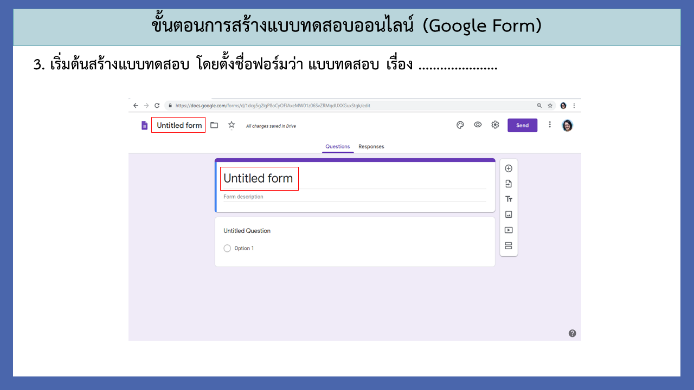 ขั้นตอนการสร้างแบบทดสอบออนไลน์ (Google Form)
3. เริ่มต้นสร้างแบบทดสอบ โดยตั้งชื่อฟอร์มว่า แบบทดสอบ เรื่อง ......................
Untitled form
All changes saved in Drive
Send
Questions Responses
Untitled form
Form description
Untitled Question
Option 1